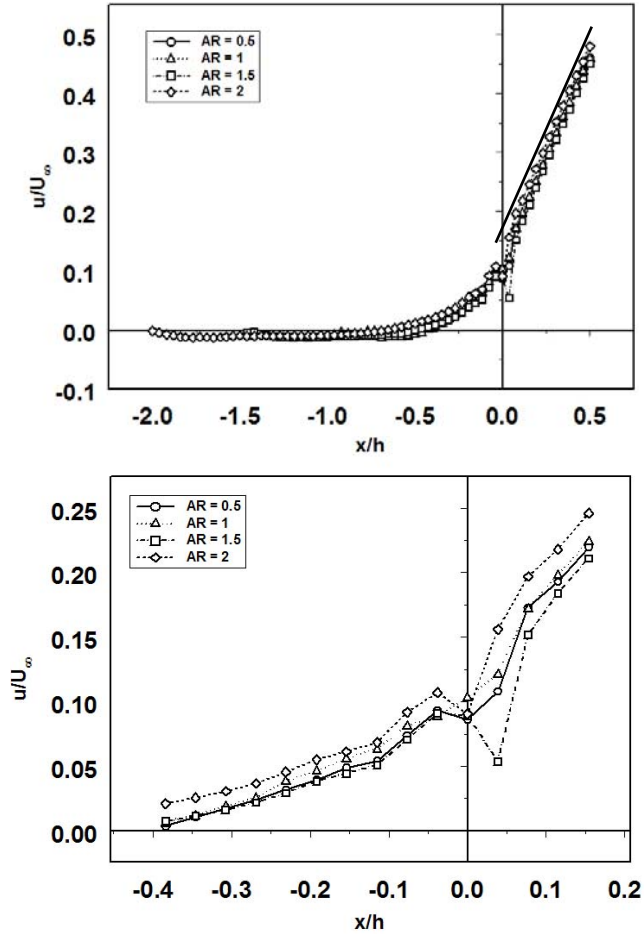 0.5
0.4
0.3
0.2
0.1
0.0
-0.1
u/U∞
AR = 0.5
AR = 1
AR = 1.5
AR = 2
-2.0 -1.5 -1.0 -0.5 0.0 0.5
x/h
0.25
0.20
0.15
0.10
0.05
0.00
u/U∞
AR = 0.5
AR = 1
AR = 1.5
AR = 2
-0.4 -0.3 -0.2 -0.1 0.0 0.1 0.2
x/h